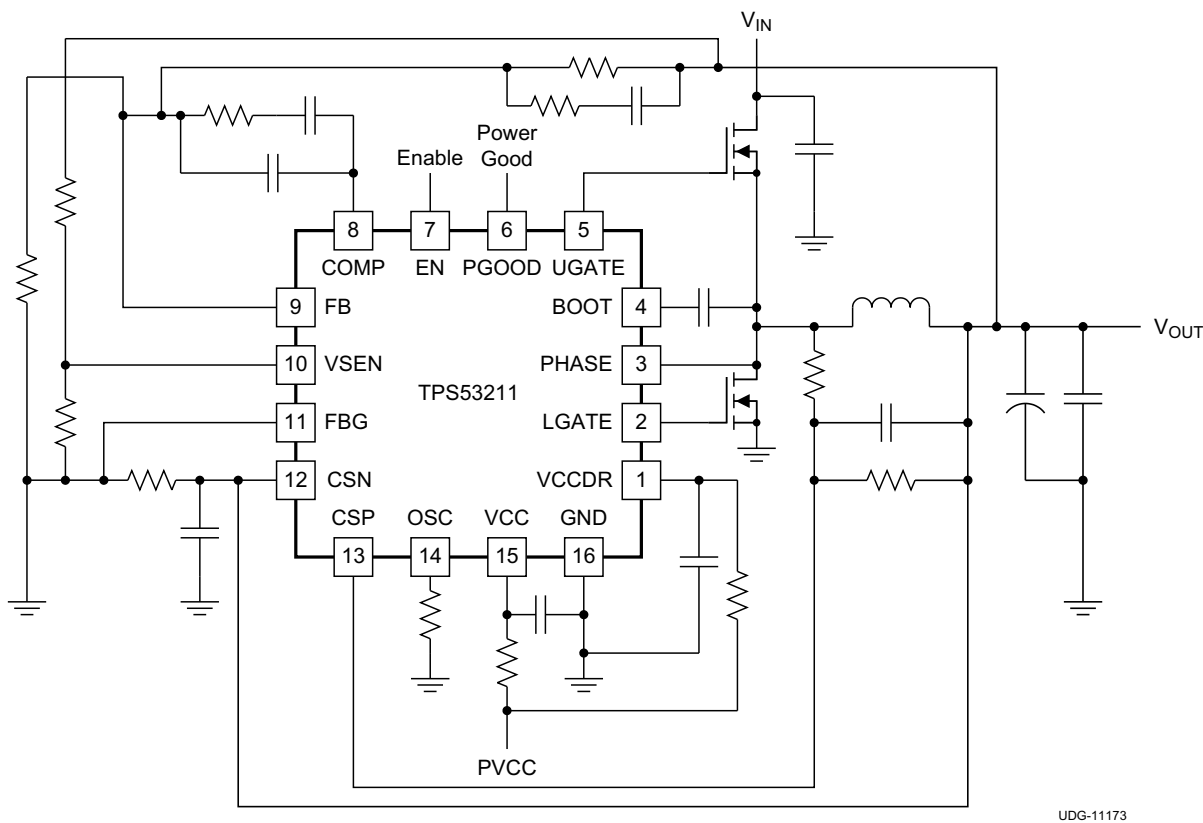 VIN
Enable
Power
Good
8
7
6
5
COMP
EN
PGOOD
UGATE
9
FB
BOOT
4
10
VSEN
PHASE
3
VOUT
TPS53211
11
FBG
LGATE
2
12
CSN
VCCDR
1
CSP
OSC
VCC
GND
13
14
15
16
PVCC
UDG-11173